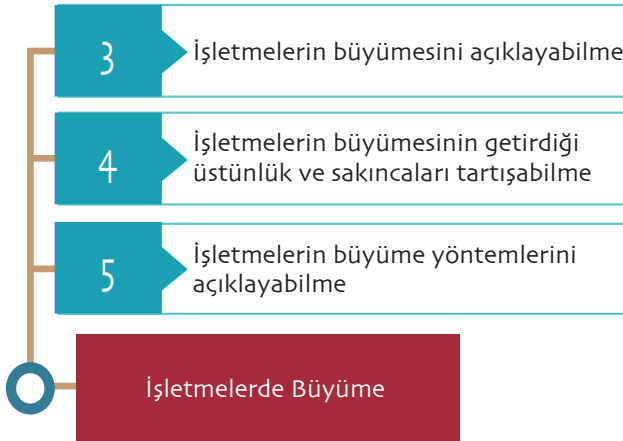 3
İşletmelerin büyümesini açıklayabilme
4
İşletmelerin büyümesinin getirdiği
üstünlük ve sakıncaları tartışabilme
5
İşletmelerin büyüme yöntemlerini
açıklayabilme
İşletmelerde Büyüme